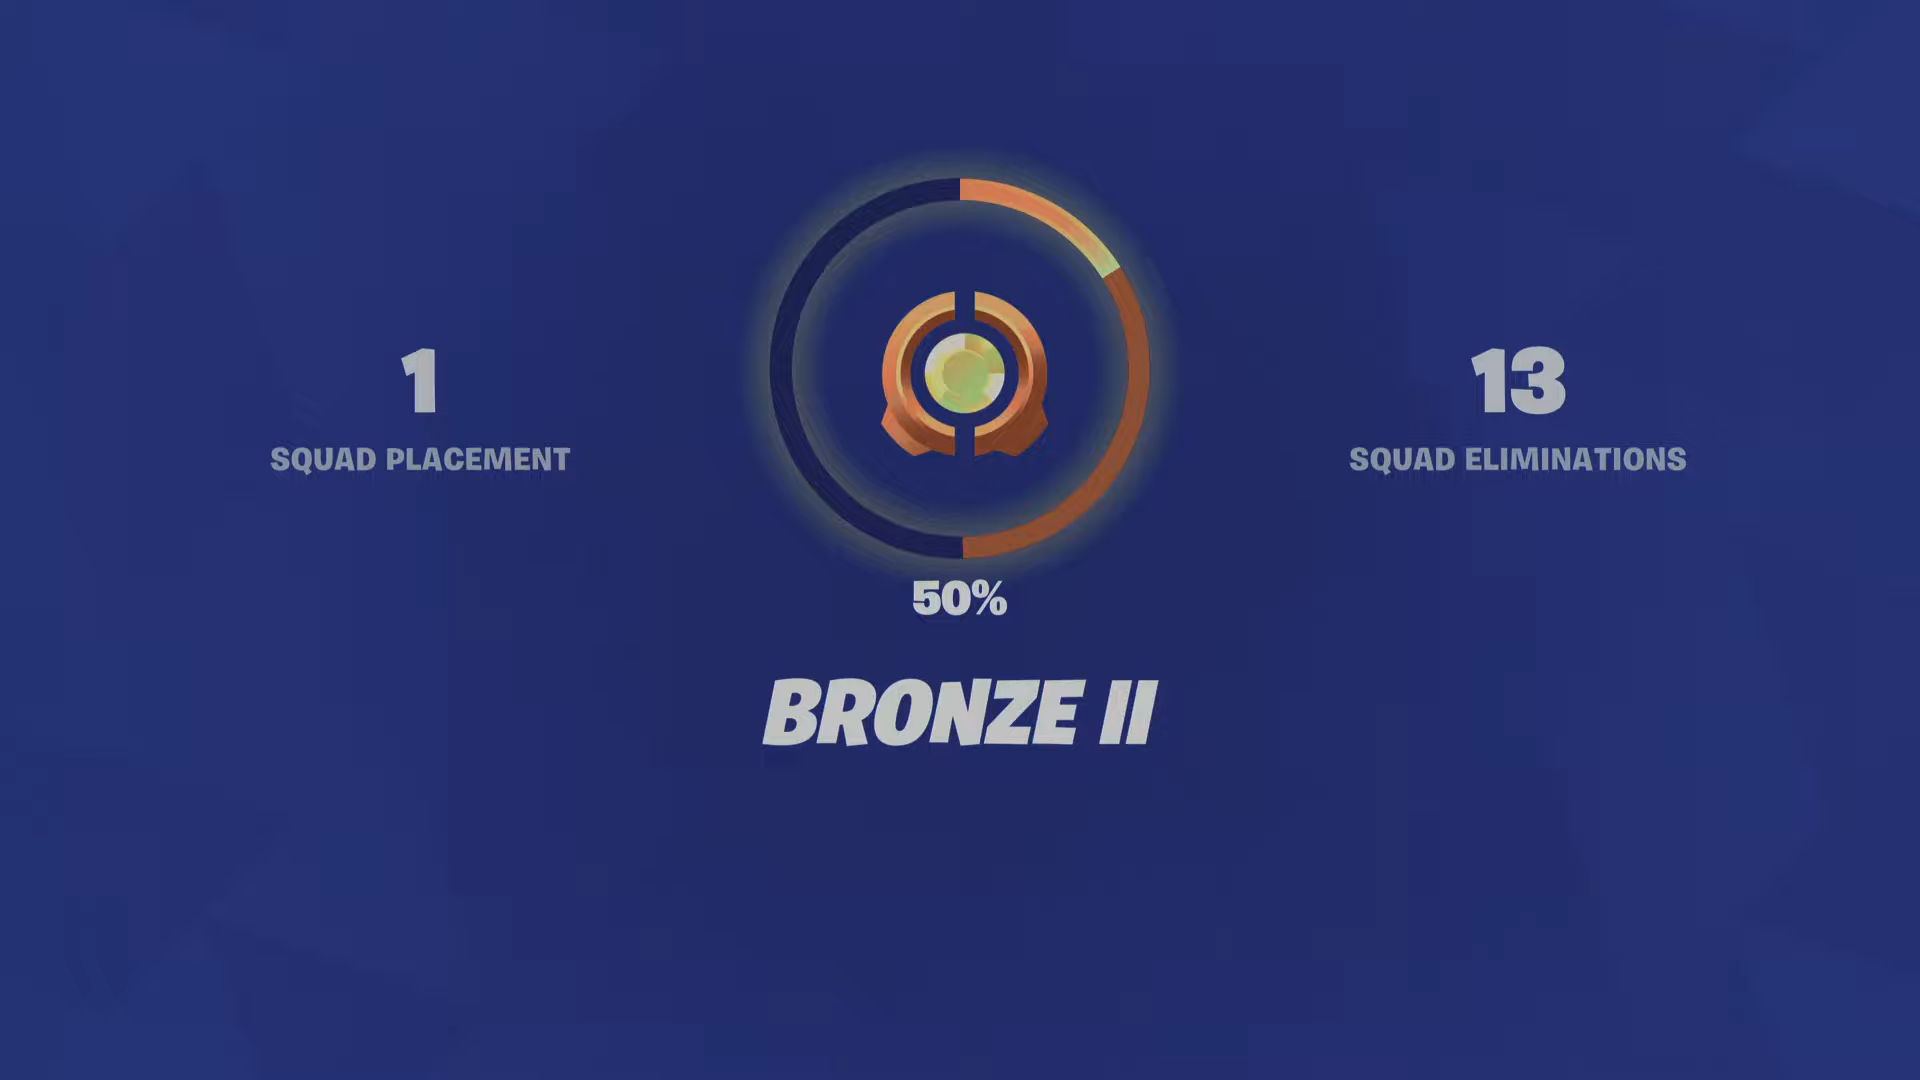 1
SQUAD PLACEMENT
13
SQUAD ELIMINATIONS
50%
BRONZE II